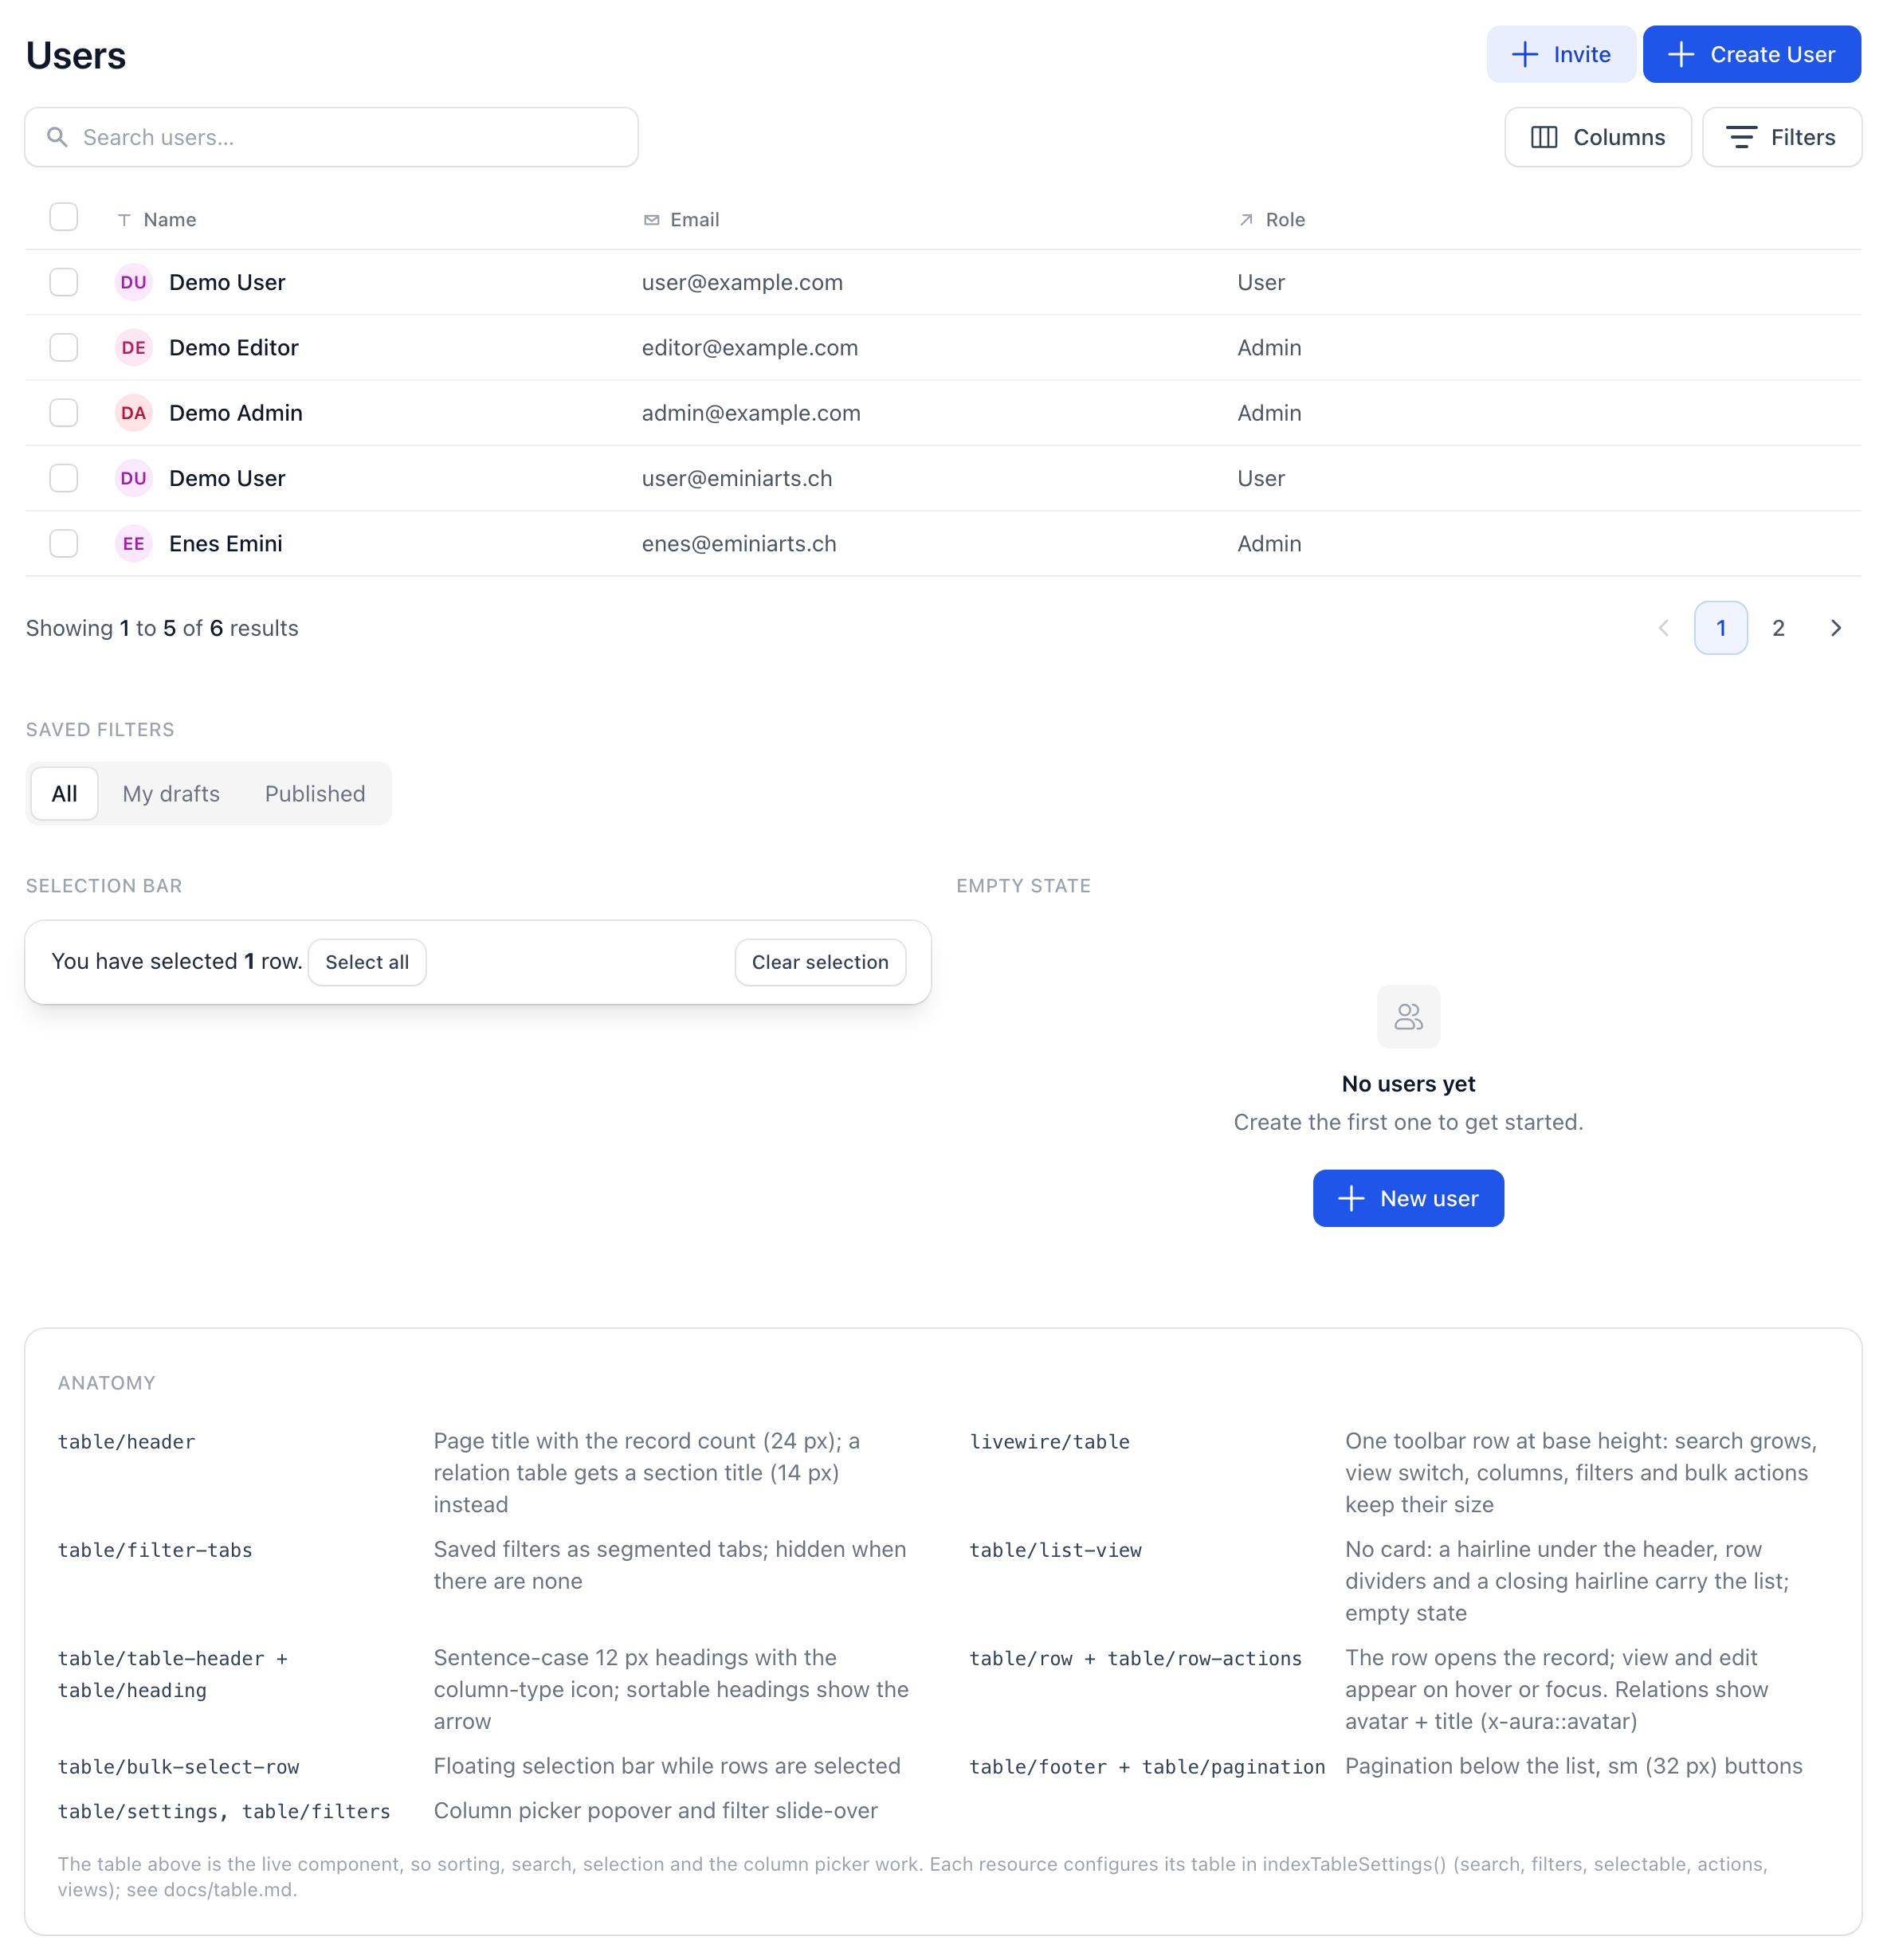 Users
Invite
Create User
Search users...
Columns
Filters
Name Email Role
DU Demo User user@example.com User
DE Demo Editor editor@example.com Admin
DA Demo Admin admin@example.com Admin
DU Demo User user@eminiarts.ch User
EE Enes Emini enes@eminiarts.ch Admin
Showing 1 to 5 of 6 results
1 2
SAVED FILTERS
All My drafts Published
SELECTION BAR
You have selected 1 row. Select all Clear selection
EMPTY STATE
No users yet
Create the first one to get started.
New user
ANATOMY
table/header
Page title with the record count (24 px); a
relation table gets a section title (14 px)
instead
livewire/table
One toolbar row at base height: search grows,
view switch, columns, filters and bulk actions
keep their size
table/filter-tabs
Saved filters as segmented tabs; hidden when
there are none
table/list-view
No card: a hairline under the header, row
dividers and a closing hairline carry the list;
empty state
table/table-header +
table/heading
Sentence-case 12 px headings with the
column-type icon; sortable headings show the
arrow
table/row + table/row-actions
The row opens the record; view and edit
appear on hover or focus. Relations show
avatar + title (x-aura::avatar)
table/bulk-select-row
Floating selection bar while rows are selected
table/footer + table/pagination
Pagination below the list, sm (32 px) buttons
table/settings, table/filters
Column picker popover and filter slide-over
The table above is the live component, so sorting, search, selection and the column picker work. Each resource configures its table in indexTableSettings() (search, filters, selectable, actions,
views); see docs/table.md.